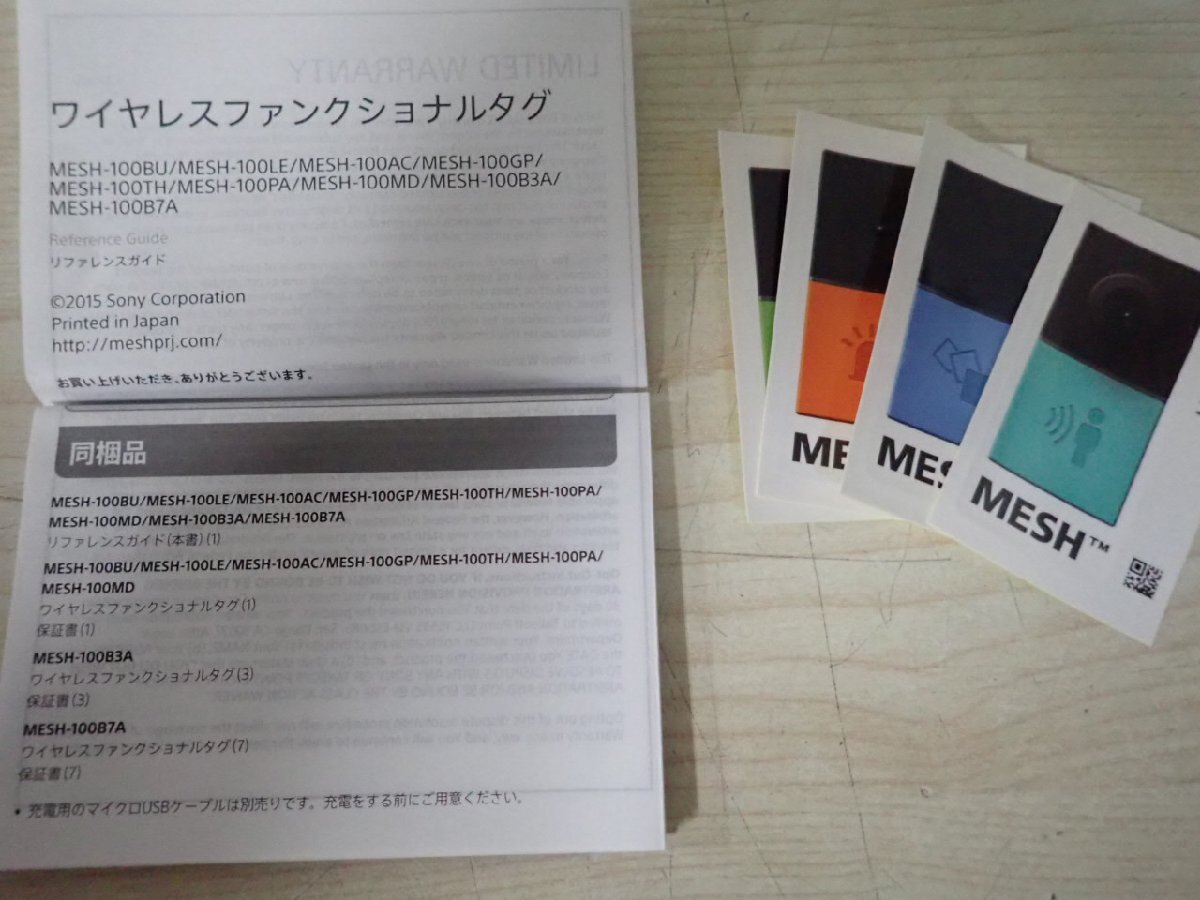 ワイヤレスファンクショナルタグ
MESH-100BU/MESH-100LE/MESH-100AC/MESH-100GP/
MESH-100TH/MESH-100PA/MESH-100MD/MESH-100B3A/
MESH-100B7A
Reference Guide
リファレンスガイド
©2015 Sony Corporation
Printed in Japan
http://meshprj.com/
お買い上げいただき、ありがとうございます。
同梱品
MESH-100BU/MESH-100LE/MESH-100AC/MESH-100GP/MESH-100TH/MESH-100PA/
MESH-100MD/MESH-100B3A/MESH-100B7A
リファレンスガイド(本書)(1)
MESH-100BU/MESH-100LE/MESH-100AC/MESH-100GP/MESH-100TH/MESH-100PA/
MESH-100MD
ワイヤレスファンクショナルタグ(1)
保証書(1)
MESH-100B3A
ワイヤレスファンクショナルタグ(3)
保証書(3)
MESH-100B7A
ワイヤレスファンクショナルタグ(7)
保証書(7)
• 充電用のマイクロUSBケーブルは別売りです。充電をする前にご用意ください。
ME
MES
MESH™